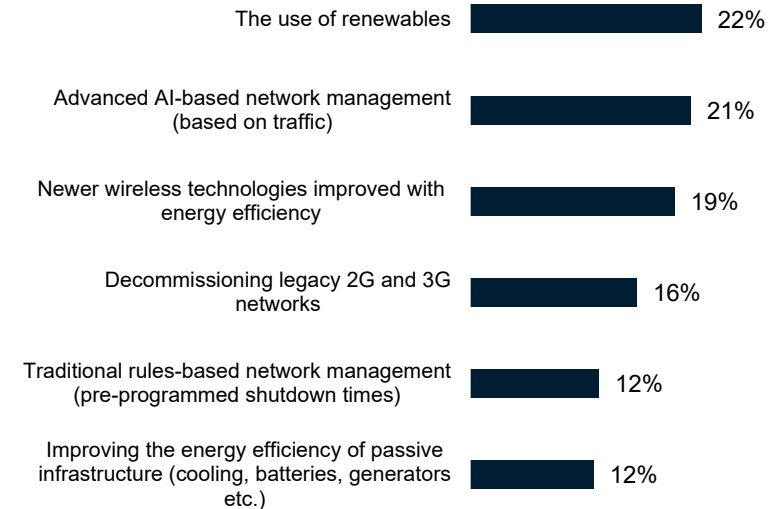 The use of renewables
22%
Advanced AI-based network management
(based on traffic)
21%
Newer wireless technologies improved with
energy efficiency
19%
Decommissioning legacy 2G and 3G
networks
16%
Traditional rules-based network management
(pre-programmed shutdown times)
12%
Improving the energy efficiency of passive
infrastructure (cooling, batteries, generators
etc.)
12%